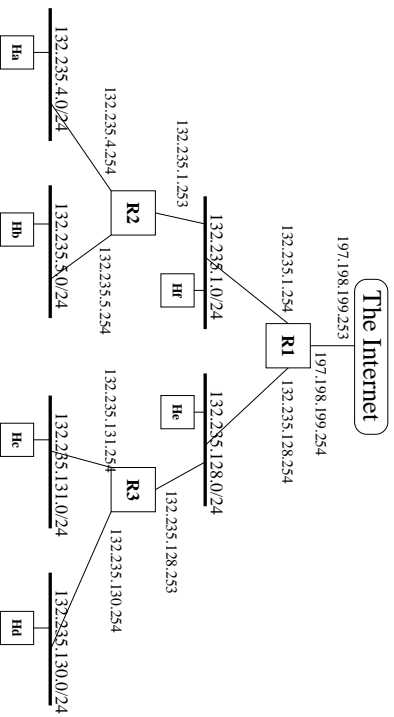 The Internet
197.198.199.253
197.198.199.254
R1
132.235.1.254
132.235.128.254
132.235.1.0/24
132.235.128.0/24
Hf
He
132.235.1.253
132.235.128.253
R2
R3
132.235.4.254
132.235.5.254
132.235.131.254
132.235.130.254
132.235.4.0/24
132.235.5.0/24
132.235.131.0/24
132.235.130.0/24
Ha
Hb
Hc
Hd